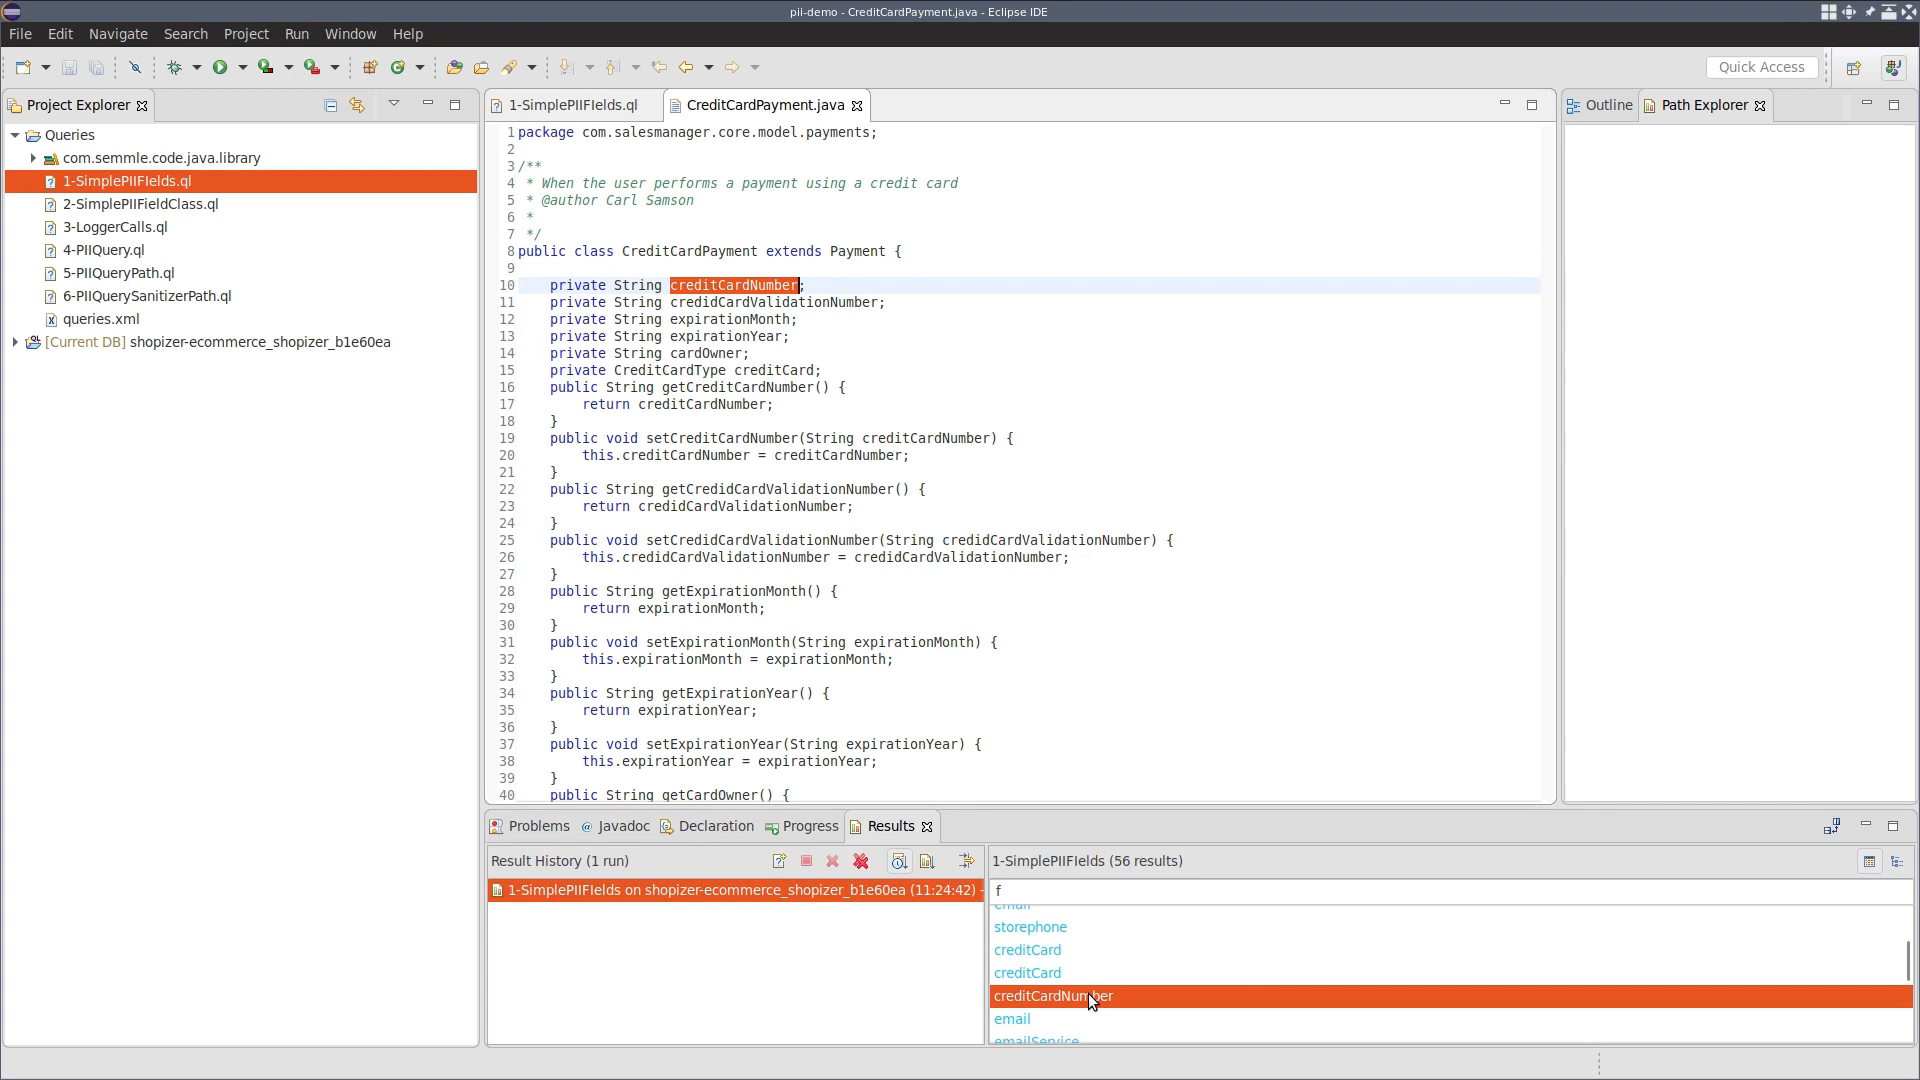 pii-demo - CreditCardPayment.java - Eclipse IDE
File Edit Navigate Search Project Run Window Help
Quick Access
Project Explorer
Queries
com.semmle.code.java.library
1-SimplePIIFIelds.ql
2-SimplePIIFieldClass.ql
3-LoggerCalls.ql
4-PIIQuery.ql
5-PIIQueryPath.ql
6-PIIQuerySanitizerPath.ql
queries.xml
[Current DB] shopizer-ecommerce_shopizer_b1e60ea
1-SimplePIIFIelds.ql CreditCardPayment.java
1 package com.salesmanager.core.model.payments;
2
3 /**
4 * When the user performs a payment using a credit card
5 * @author Carl Samson
6 *
7 */
8 public class CreditCardPayment extends Payment {
9
10 private String creditCardNumber;
11 private String credidCardValidationNumber;
12 private String expirationMonth;
13 private String expirationYear;
14 private String cardOwner;
15 private CreditCardType creditCard;
16 public String getCreditCardNumber() {
17 return creditCardNumber;
18 }
19 public void setCreditCardNumber(String creditCardNumber) {
20 this.creditCardNumber = creditCardNumber;
21 }
22 public String getCredidCardValidationNumber() {
23 return credidCardValidationNumber;
24 }
25 public void setCredidCardValidationNumber(String credidCardValidationNumber) {
26 this.credidCardValidationNumber = credidCardValidationNumber;
27 }
28 public String getExpirationMonth() {
29 return expirationMonth;
30 }
31 public void setExpirationMonth(String expirationMonth) {
32 this.expirationMonth = expirationMonth;
33 }
34 public String getExpirationYear() {
35 return expirationYear;
36 }
37 public void setExpirationYear(String expirationYear) {
38 this.expirationYear = expirationYear;
39 }
40 public String getCardOwner() {
Outline Path Explorer
Problems @ Javadoc Declaration Progress Results
Result History (1 run)
1-SimplePIIFIelds on shopizer-ecommerce_shopizer_b1e60ea (11:24:42) -
1-SimplePIIFIelds (56 results)
f
email
storephone
creditCard
creditCard
creditCardNumber
email
emailService